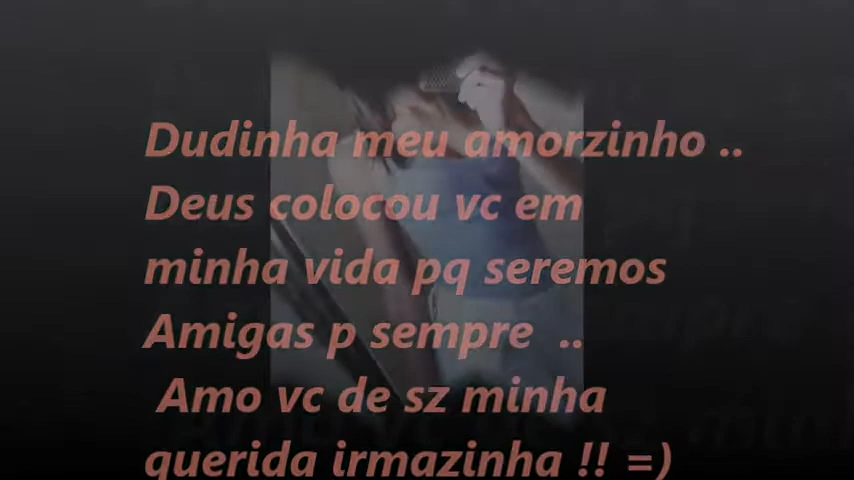 Dudinha meu amorzinho ..
Deus colocou vc em
minha vida pq seremos
Amigas p sempre ..
Amo vc de sz minha
querida irmazinha !! =)